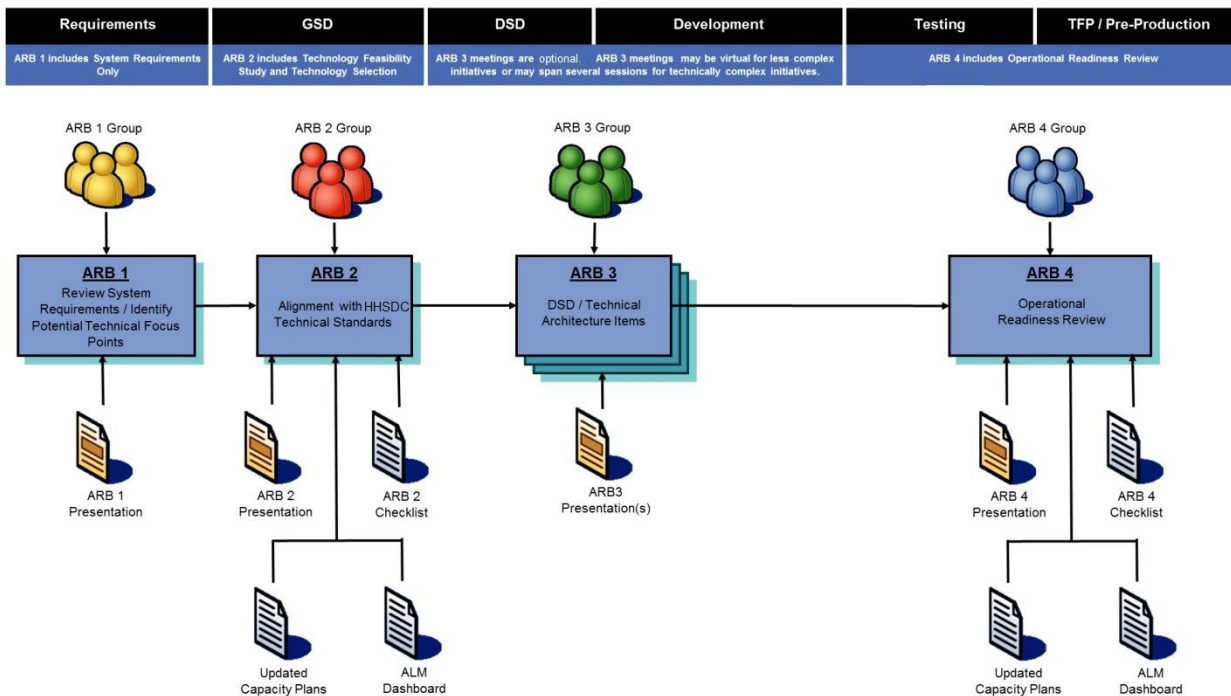 Requirements
GSD
DSD
Development
Testing
TFP / Pre-Production
ARB 1 includes System Requirements
Only
ARB 2 includes Technology Feasibility
Study and Technology Selection
ARB 3 meetings are optional. ARB 3 meetings may be virtual for less complex
initiatives or may span several sessions for technically complex initiatives.
ARB 4 includes Operational Readiness Review
ARB 1 Group
ARB 2 Group
ARB 3 Group
ARB 4 Group
ARB 1
Review System
Requirements / Identify
Potential Technical Focus
Points
ARB 2
Alignment with HHSDC
Technical Standards
ARB 3
DSD / Technical
Architecture Items
ARB 4
Operational
Readiness Review
ARB 1
Presentation
ARB 2
Presentation
ARB 2
Checklist
ARB3
Presentation(s)
ARB 4
Presentation
ARB 4
Checklist
Updated
Capacity Plans
ALM
Dashboard
Updated
Capacity Plans
ALM
Dashboard